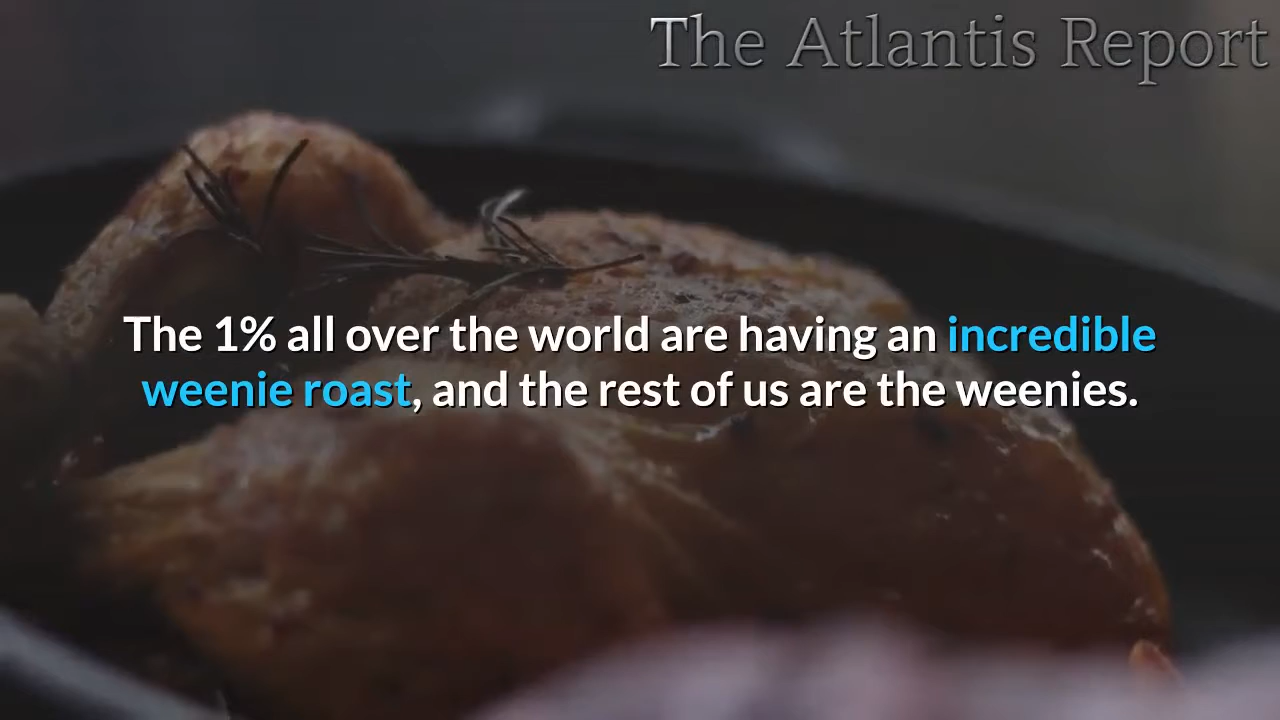 The Atlantis Report
The 1% all over the world are having an incredible
weenie roast, and the rest of us are the weenies.